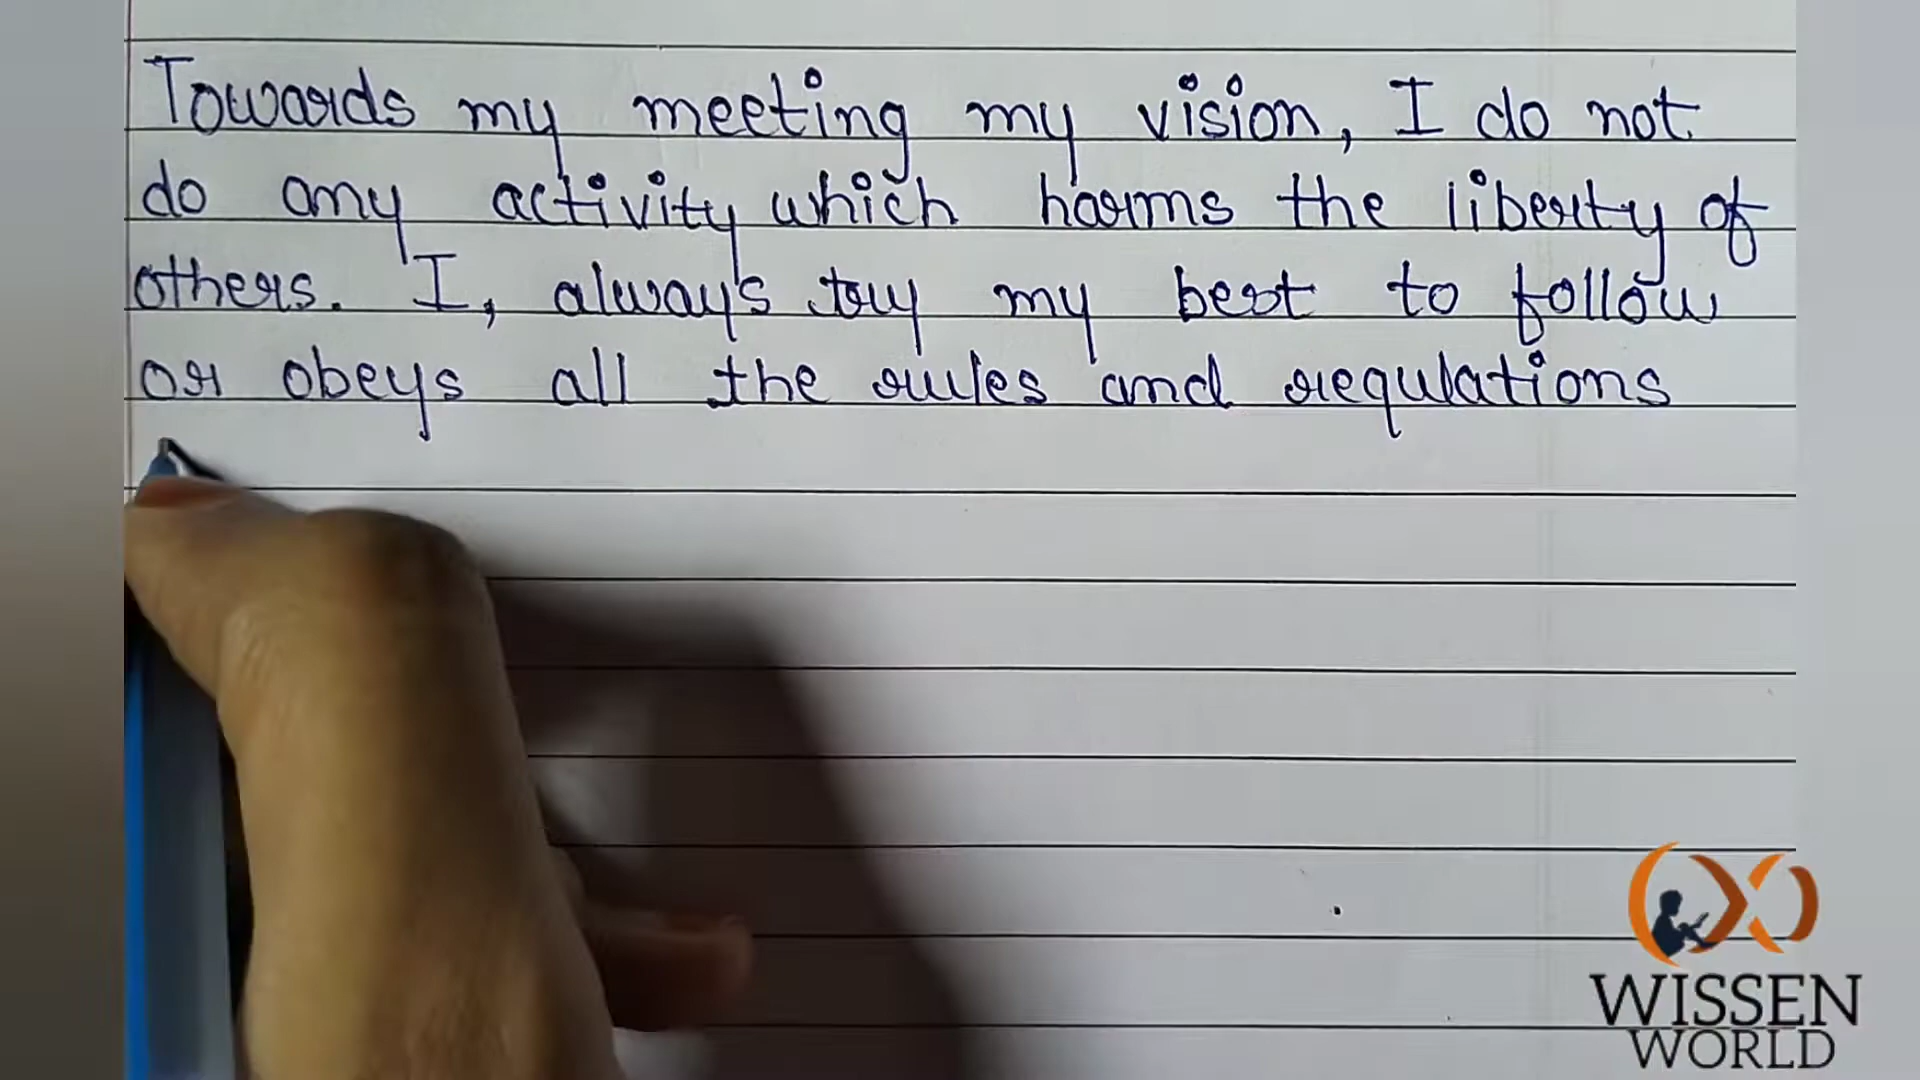 Towards my meeting my vision, I do not
do any activity which harms the liberty of
others. I, always try my best to follow
or obeys all the rules and regulations
WISSEN
WORLD